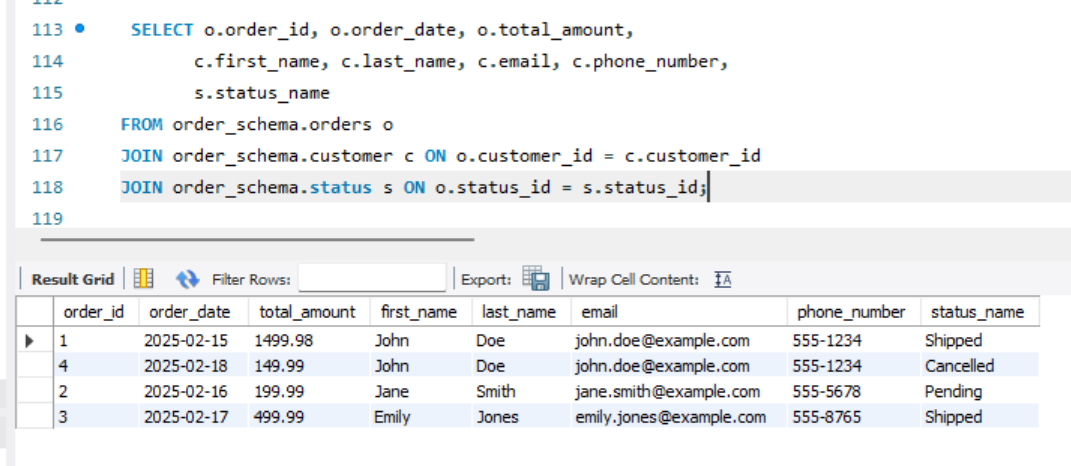 112
113 SELECT o.order_id, o.order_date, o.total_amount,
114 c.first_name, c.last_name, c.email, c.phone_number,
115 s.status_name
116 FROM order_schema.orders o
117 JOIN order_schema.customer c ON o.customer_id = c.customer_id
118 JOIN order_schema.status s ON o.status_id = s.status_id;
119
Result Grid Filter Rows: Export: Wrap Cell Content: IA
order_id order_date total_amount first_name last_name email phone_number status_name
1 2025-02-15 1499.98 John Doe john.doe@example.com 555-1234 Shipped
4 2025-02-18 149.99 John Doe john.doe@example.com 555-1234 Cancelled
2 2025-02-16 199.99 Jane Smith jane.smith@example.com 555-5678 Pending
3 2025-02-17 499.99 Emily Jones emily.jones@example.com 555-8765 Shipped